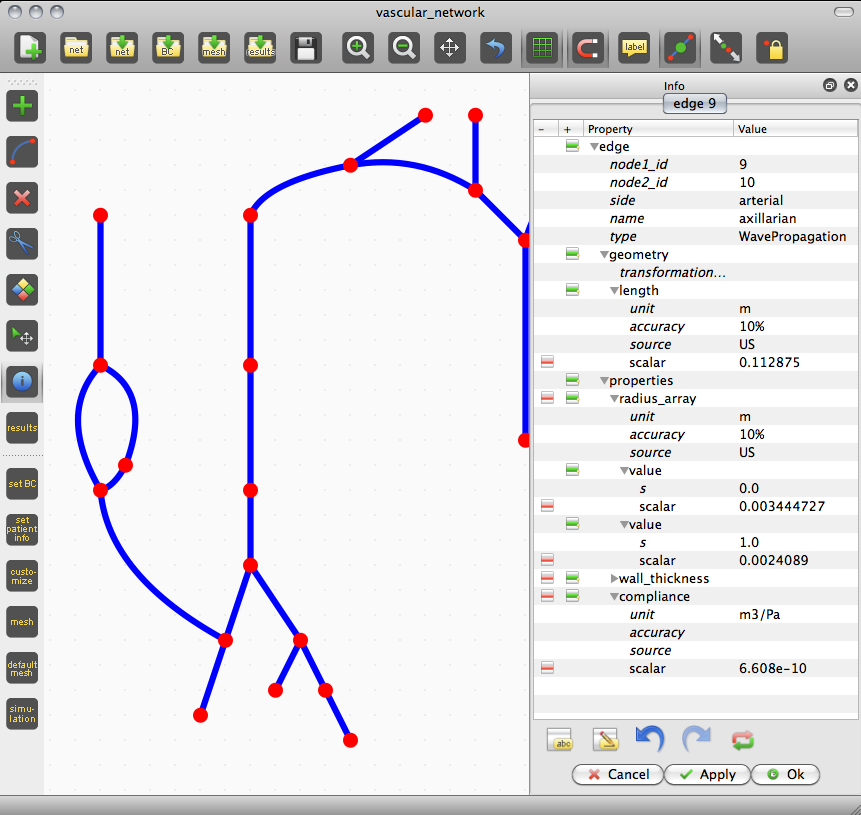 vascular_network
net
net
BC
mesh
results
label
results
set BC
set
patient
info
custo-
mize
mesh
default
mesh
simu-
lation
Info
edge 9
- + Property Value
edge
node1_id 9
node2_id 10
side arterial
name axillarian
type WavePropagation
geometry
transformation...
length
unit m
accuracy 10%
source US
scalar 0.112875
properties
radius_array
unit m
accuracy 10%
source US
value
s 0.0
scalar 0.003444727
value
s 1.0
scalar 0.0024089
wall_thickness
compliance
unit m3/Pa
accuracy
source
scalar 6.608e-10
abc
Cancel Apply Ok